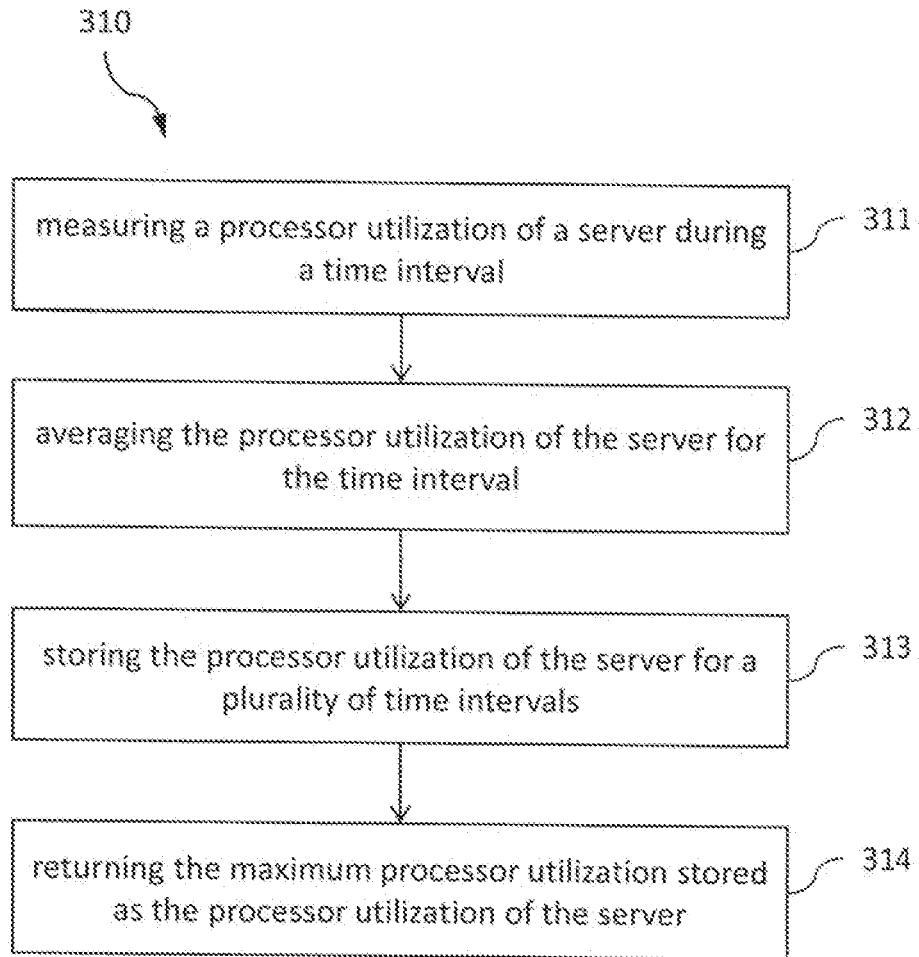 310
measuring a processor utilization of a server during
a time interval
311
averaging the processor utilization of the server for
the time interval
312
storing the processor utilization of the server for a
plurality of time intervals
313
returning the maximum processor utilization stored
as the processor utilization of the server
314